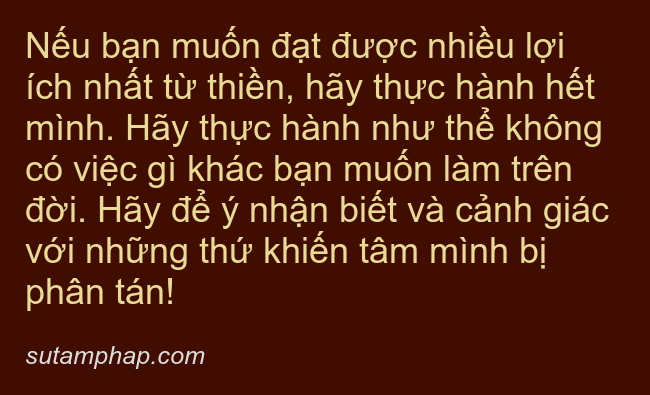 Nếu bạn muốn đạt được nhiều lợi
ích nhất từ thiền, hãy thực hành hết
mình. Hãy thực hành như thể không
có việc gì khác bạn muốn làm trên
đời. Hãy để ý nhận biết và cảnh giác
với những thứ khiến tâm mình bị
phân tán!
sutamphap.com